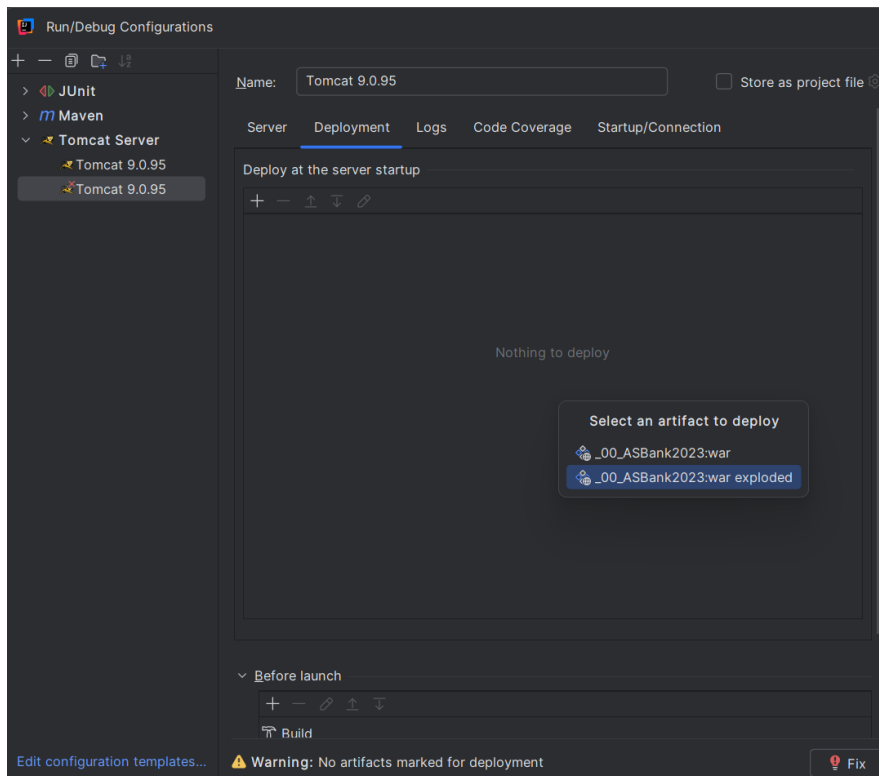 Run/Debug Configurations
JUnit
Maven
Tomcat Server
Tomcat 9.0.95
Tomcat 9.0.95
Edit configuration templates...
Name: Tomcat 9.0.95 Store as project file
Server Deployment Logs Code Coverage Startup/Connection
Deploy at the server startup
Nothing to deploy
Select an artifact to deploy
_00_ASBank2023:war
_00_ASBank2023:war exploded
Before launch
Build
Warning: No artifacts marked for deployment
Fix